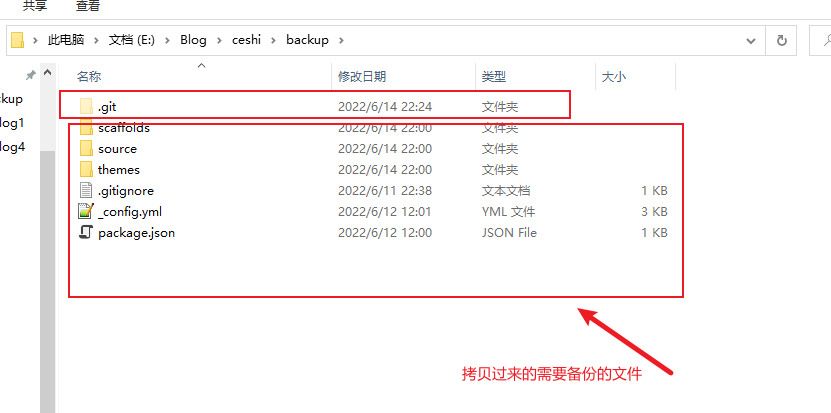 共享 查看
此电脑 > 文档 (E:) > Blog > ceshi > backup >
名称 修改日期 类型 大小
kup
.git 2022/6/14 22:24 文件夹
log1
scaffolds 2022/6/14 22:00 文件夹
log4
source 2022/6/14 22:00 文件夹
themes 2022/6/14 22:00 文件夹
.gitignore 2022/6/11 22:38 文本文档 1 KB
_config.yml 2022/6/12 12:01 YML 文件 3 KB
package.json 2022/6/12 12:00 JSON File 1 KB
拷贝过来的需要备份的文件